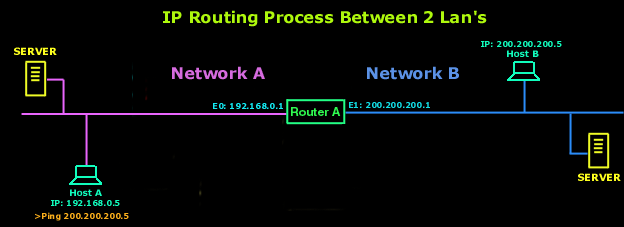 IP Routing Process Between 2 Lan's
SERVER
Network A
Network B
IP: 200.200.200.5
Host B
E0: 192.168.0.1
Router A
E1: 200.200.200.1
Host A
IP: 192.168.0.5
>Ping 200.200.200.5
SERVER